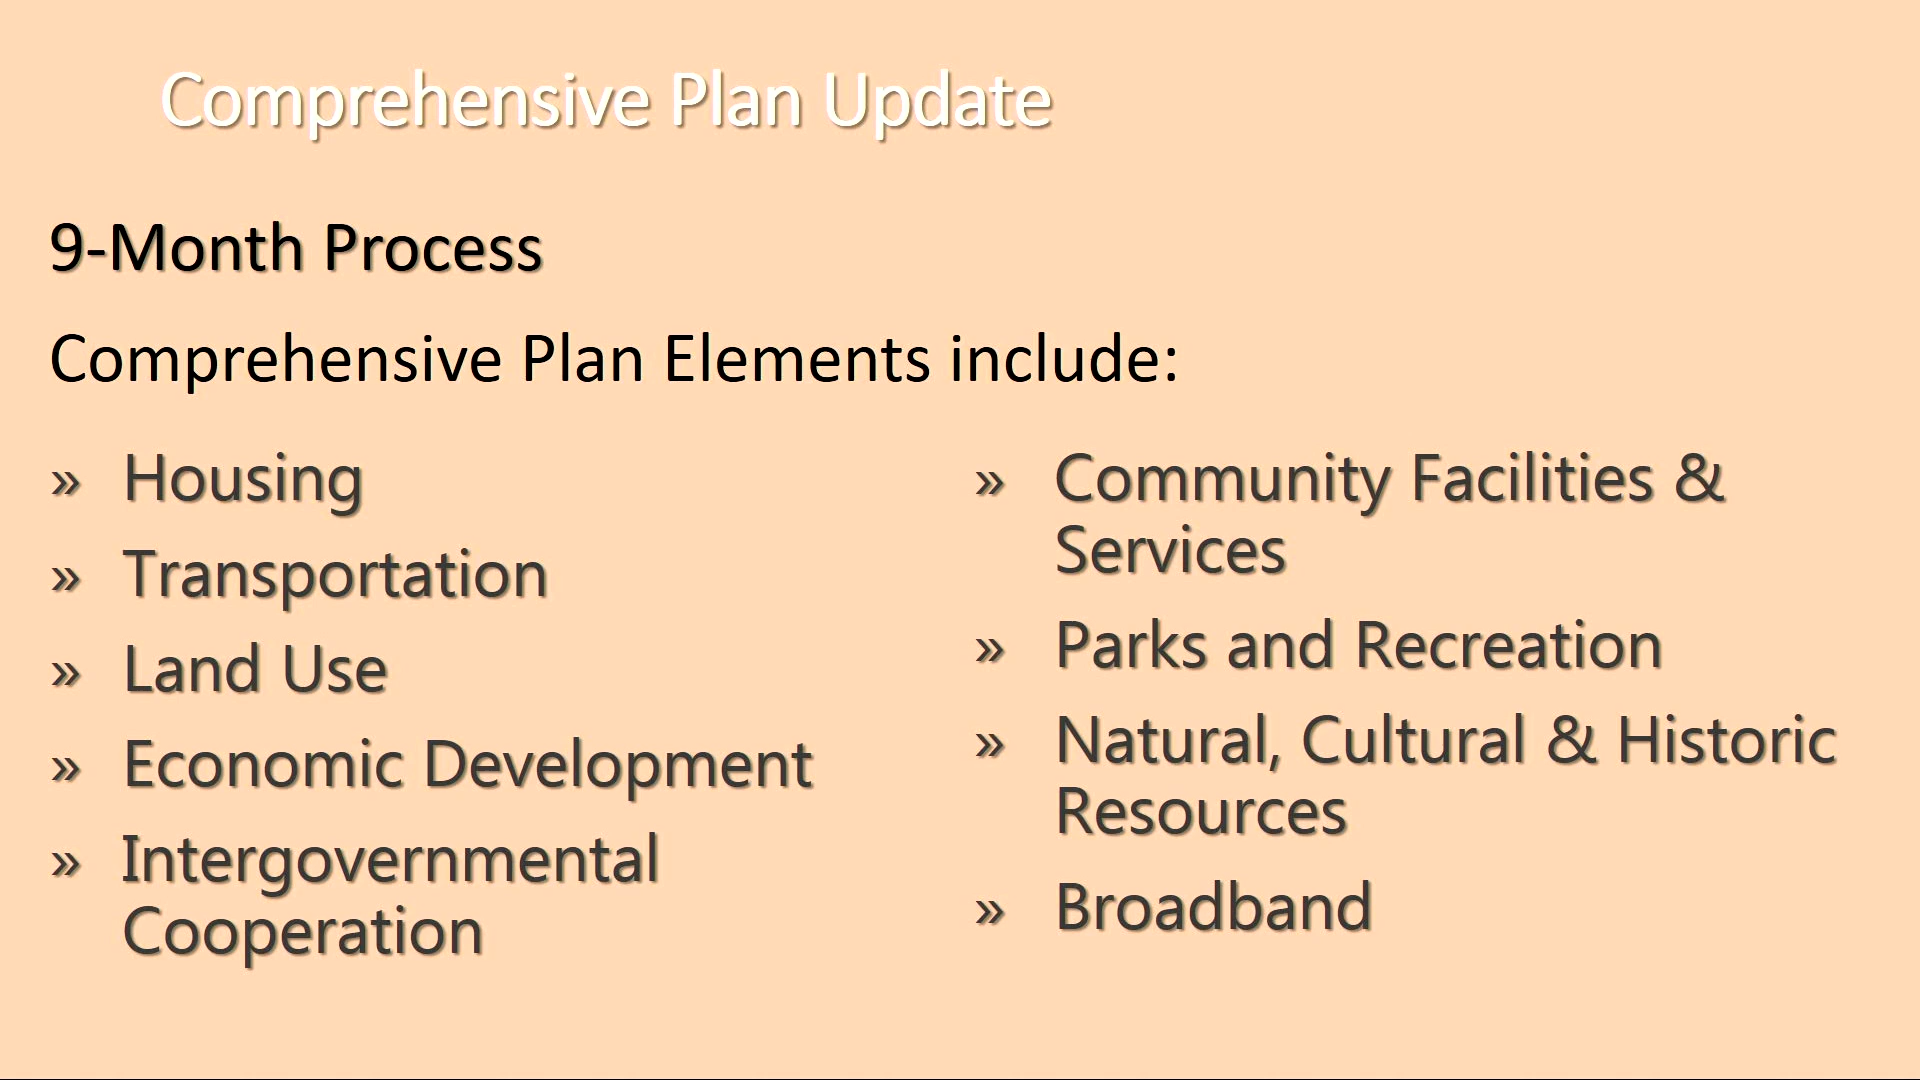 Comprehensive Plan Update
9-Month Process
Comprehensive Plan Elements include:
» Housing
» Transportation
» Land Use
» Economic Development
» Intergovernmental
Cooperation
» Community Facilities &
Services
» Parks and Recreation
» Natural, Cultural & Historic
Resources
» Broadband